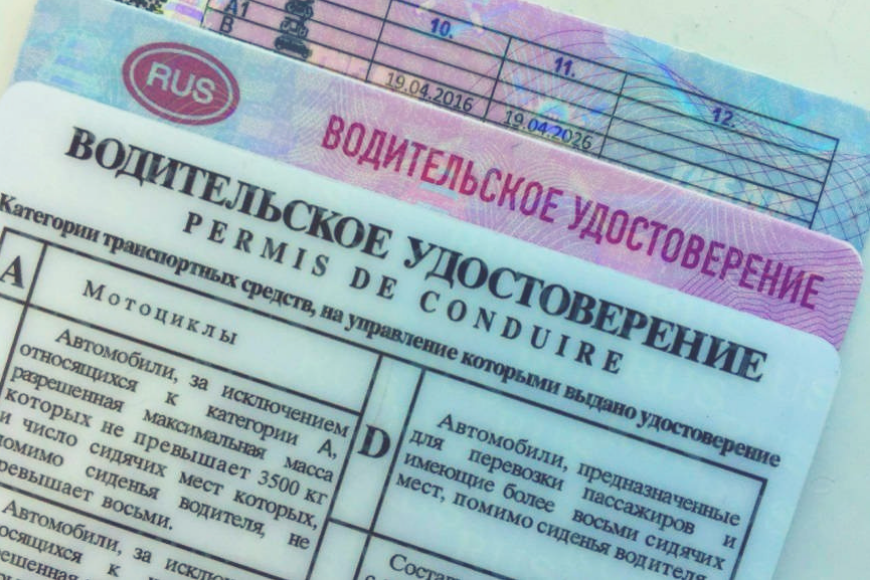 A1
B
10.
11.
12.
19.04.2016
19.04.2026
RUS
ВОДИТЕЛЬСКОЕ УДОСТОВЕРЕНИЕ
ВОДИТЕЛЬСКОЕ УДОСТОВЕРЕНИЕ
PERMIS DE CONDUIRE
Категории транспортных средств, на управление которыми выдано удостоверение
A
Мотоциклы
Автомобили, за исключением
относящихся к категории А,
разрешенная максимальная масса
которых не превышает 3500 кг
и число сидячих мест которых,
помимо сиденья водителя, не
превышает восьми.
Автомобили, за
D
Автомобили, предназначенные
для перевозки пассажиров и
имеющие более восьми сидячих
мест, помимо сиденья водителя